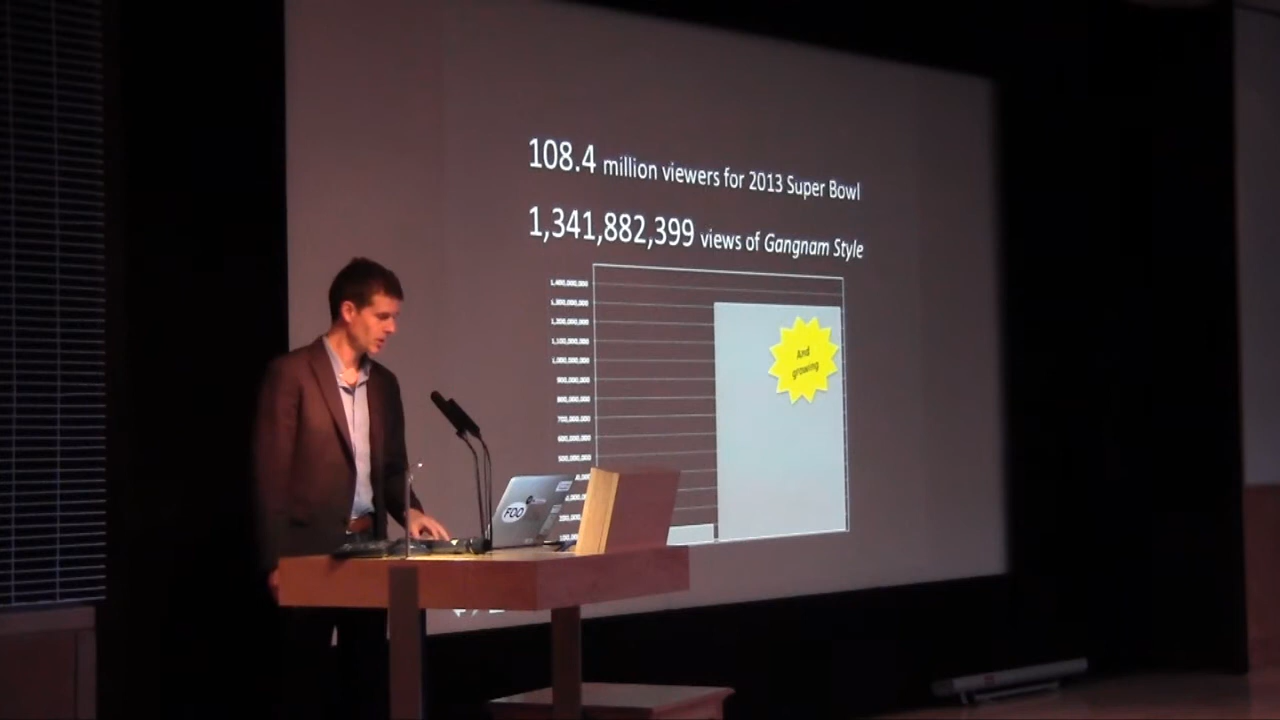 108.4 million viewers for 2013 Super Bowl
1,341,882,399 views of Gangnam Style
1,400,000,000
1,300,000,000
1,200,000,000
1,100,000,000
1,000,000,000
900,000,000
800,000,000
700,000,000
600,000,000
500,000,000
And
growing
FOO